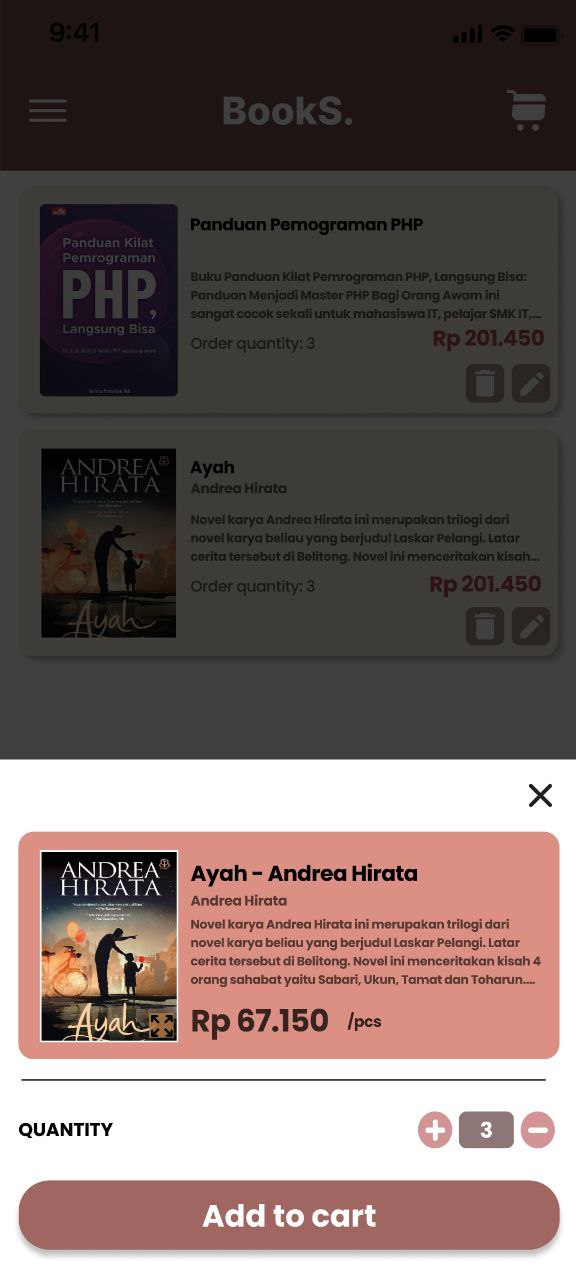 9:41
BookS.
Panduan Kilat
Pemrograman
PHP,
Langsung Bisa
Panduan Pemograman PHP
Buku Panduan Kilat Pemrograman PHP, Langsung Bisa:
Panduan Menjadi Master PHP Bagi Orang Awam ini
sangat cocok sekali untuk mahasiswa IT, pelajar SMK IT,...
Order quantity: 3
Rp 201.450
ANDREA
HIRATA
Ayah
Ayah
Andrea Hirata
Novel karya Andrea Hirata ini merupakan trilogi dari
novel karya beliau yang berjudul Laskar Pelangi. Latar
cerita tersebut di Belitong. Novel ini menceritakan kisah...
Order quantity: 3
Rp 201.450
ANDREA
HIRATA
Ayah
Ayah - Andrea Hirata
Andrea Hirata
Novel karya Andrea Hirata ini merupakan trilogi dari
novel karya beliau yang berjudul Laskar Pelangi. Latar
cerita tersebut di Belitong. Novel ini menceritakan kisah 4
orang sahabat yaitu Sabari, Ukun, Tamat dan Toharun....
Rp 67.150 /pcs
QUANTITY
3
Add to cart